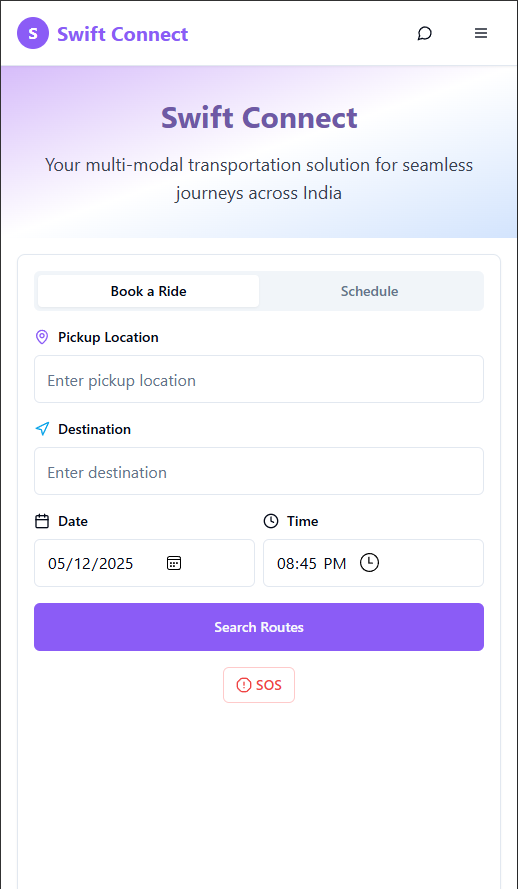 S Swift Connect
Swift Connect
Your multi-modal transportation solution for seamless
journeys across India
Book a Ride Schedule
Pickup Location
Enter pickup location
Destination
Enter destination
Date Time
05/12/2025 08:45 PM
Search Routes
SOS